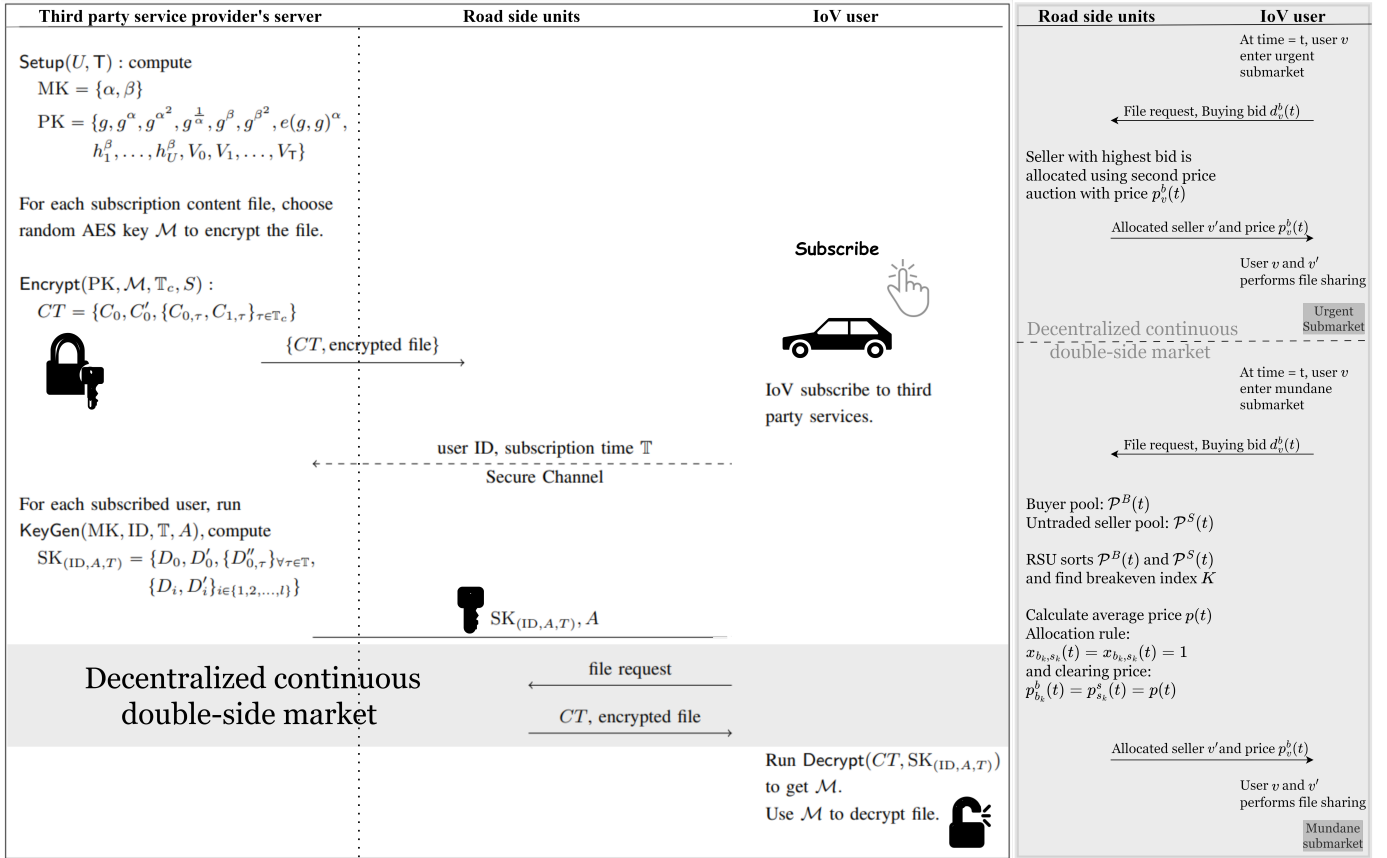 Third party service provider's server
Road side units
IoV user
Setup(U, T) : compute
MK = {α, β}
PK = {g, g^α, g^{α^2}, g^{1/α}, g^β, g^{β^2}, e(g, g)^α,
h_1^β, . . . , h_U^β, V_0, V_1, . . . , V_T}
For each subscription content file, choose
random AES key ℳ to encrypt the file.
Encrypt(PK, ℳ, 𝕋_c, S) :
CT = {C_0, C'_0, {C_{0,τ}, C_{1,τ}}_{τ∈𝕋_c}}
{CT, encrypted file}
Subscribe
IoV subscribe to third
party services.
user ID, subscription time 𝕋
Secure Channel
For each subscribed user, run
KeyGen(MK, ID, 𝕋, A), compute
SK_{(ID,A,T)} = {D_0, D'_0, {D''_{0,τ}}_{∀τ∈𝕋},
{D_i, D'_i}_{i∈{1,2,...,l}}}
SK_{(ID,A,T)}, A
Decentralized continuous
double-side market
file request
CT, encrypted file
Run Decrypt(CT, SK_{(ID,A,T)})
to get ℳ.
Use ℳ to decrypt file.
Road side units
IoV user
At time = t, user v
enter urgent
submarket
File request, Buying bid d_v^b(t)
Seller with highest bid is
allocated using second price
auction with price p_v^b(t)
Allocated seller v' and price p_v^b(t)
User v and v'
performs file sharing
Urgent
Submarket
Decentralized continuous
double-side market
At time = t, user v
enter mundane
submarket
File request, Buying bid d_v^b(t)
Buyer pool: 𝒫^B(t)
Untraded seller pool: 𝒫^S(t)
RSU sorts 𝒫^B(t) and 𝒫^S(t)
and find breakeven index K
Calculate average price p(t)
Allocation rule:
x_{b_k,s_k}(t) = x_{b_k,s_k}(t) = 1
and clearing price:
p_{b_k}^b(t) = p_{s_k}^s(t) = p(t)
Allocated seller v' and price p_v^b(t)
User v and v'
performs file sharing
Mundane
submarket